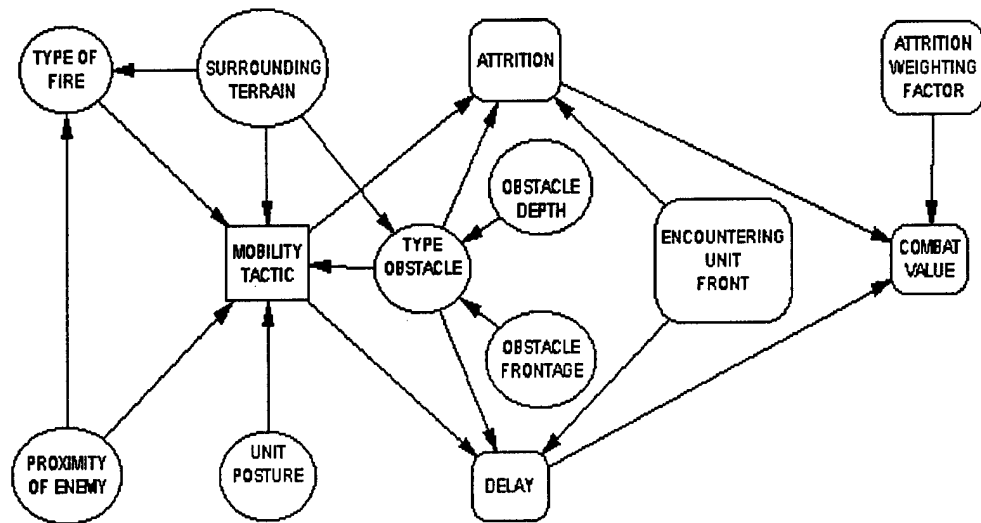 TYPE OF
FIRE
SURROUNDING
TERRAIN
ATTRITION
ATTRITION
WEIGHTING
FACTOR
OBSTACLE
DEPTH
MOBILITY
TACTIC
TYPE
OBSTACLE
ENCOUNTERING
UNIT
FRONT
COMBAT
VALUE
OBSTACLE
FRONTAGE
PROXIMITY
OF ENEMY
UNIT
POSTURE
DELAY